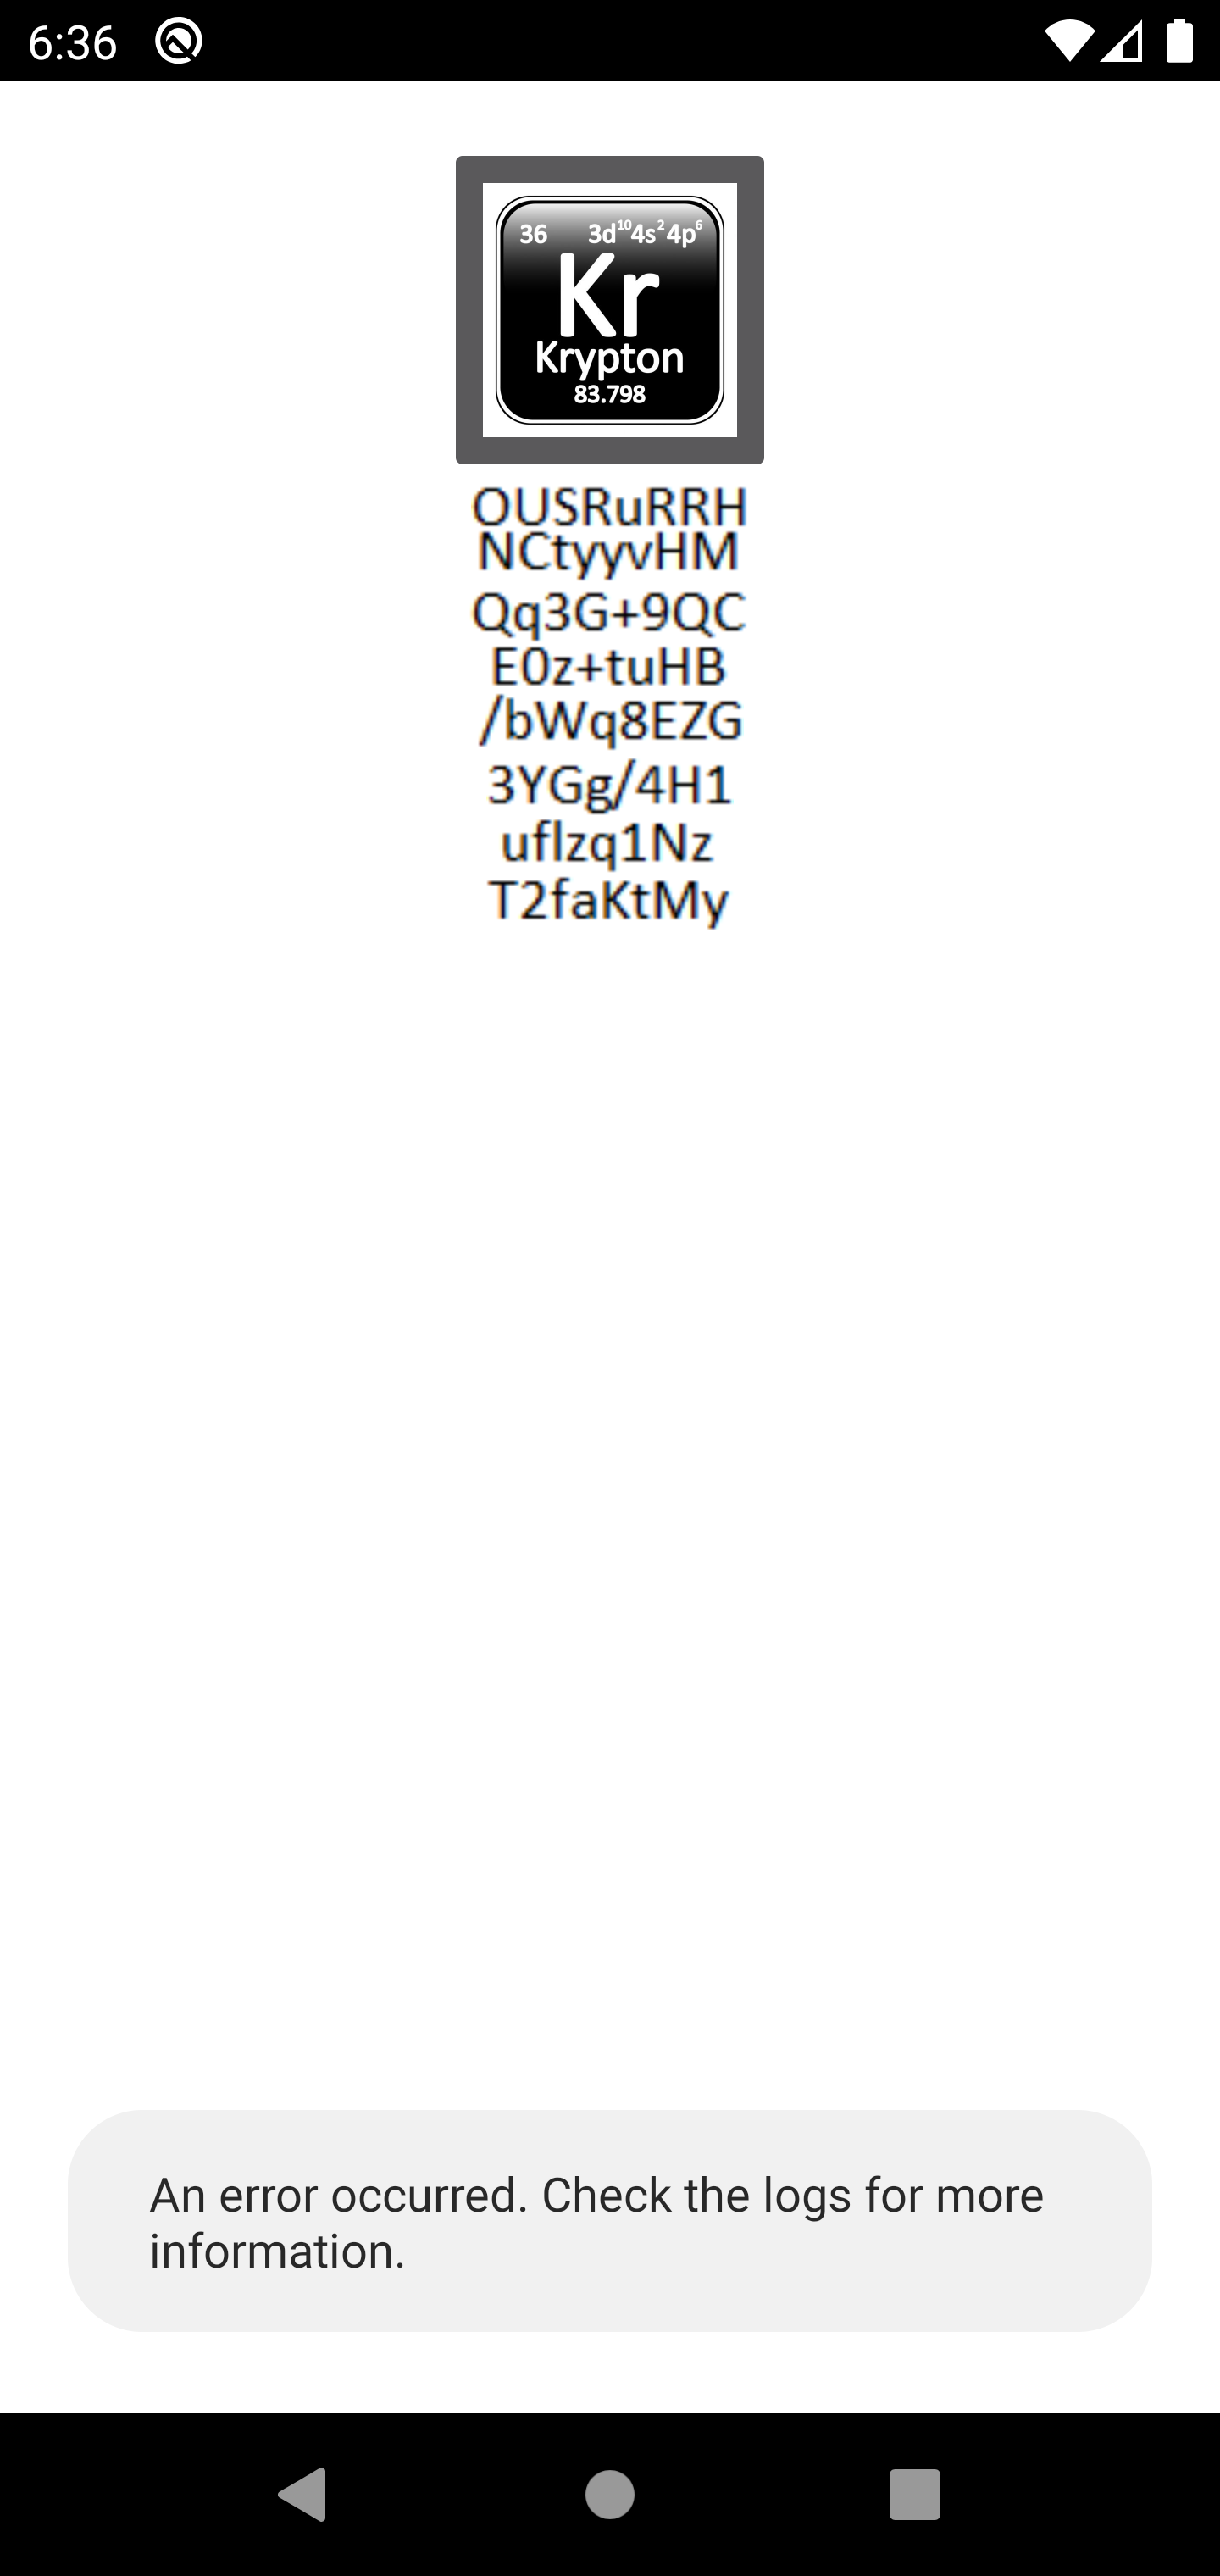 6:36
36 3d¹⁰4s²4p⁶
Kr
Krypton
83.798
OUSRuRRH
NCtyyvHM
Qq3G+9QC
E0z+tuHB
/bWq8EZG
3YGg/4H1
uflzq1Nz
T2faKtMy
An error occurred. Check the logs for more
information.